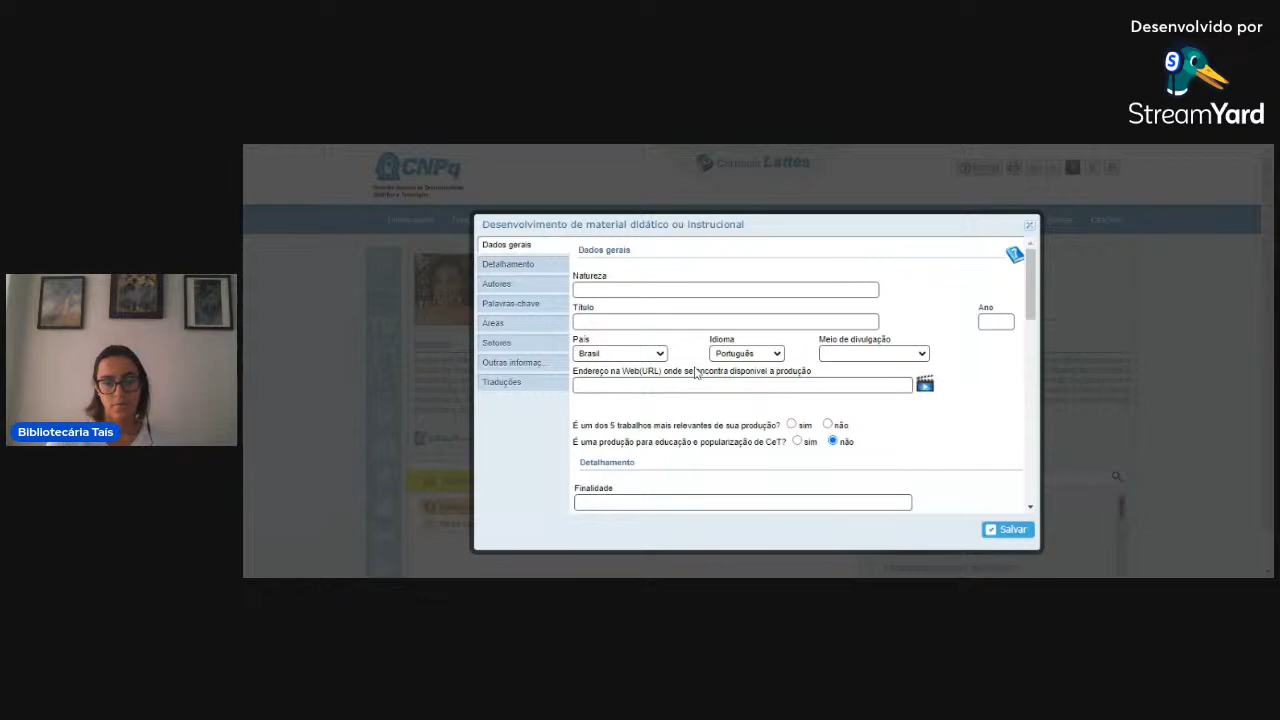 Desenvolvido por
StreamYard
CNPq
Currículo Lattes
Desenvolvimento de material didático ou instrucional
Dados gerais
Detalhamento
Autores
Palavras-chave
Áreas
Setores
Outras informaç...
Traduções
Dados gerais
Natureza
Título
Ano
País
Idioma
Meio de divulgação
Brasil
Português
Endereço na Web(URL) onde se encontra disponível a produção
É um dos 5 trabalhos mais relevantes de sua produção? sim não
É uma produção para educação e popularização de CeT? sim não
Detalhamento
Finalidade
Salvar
Bibliotecária Taís